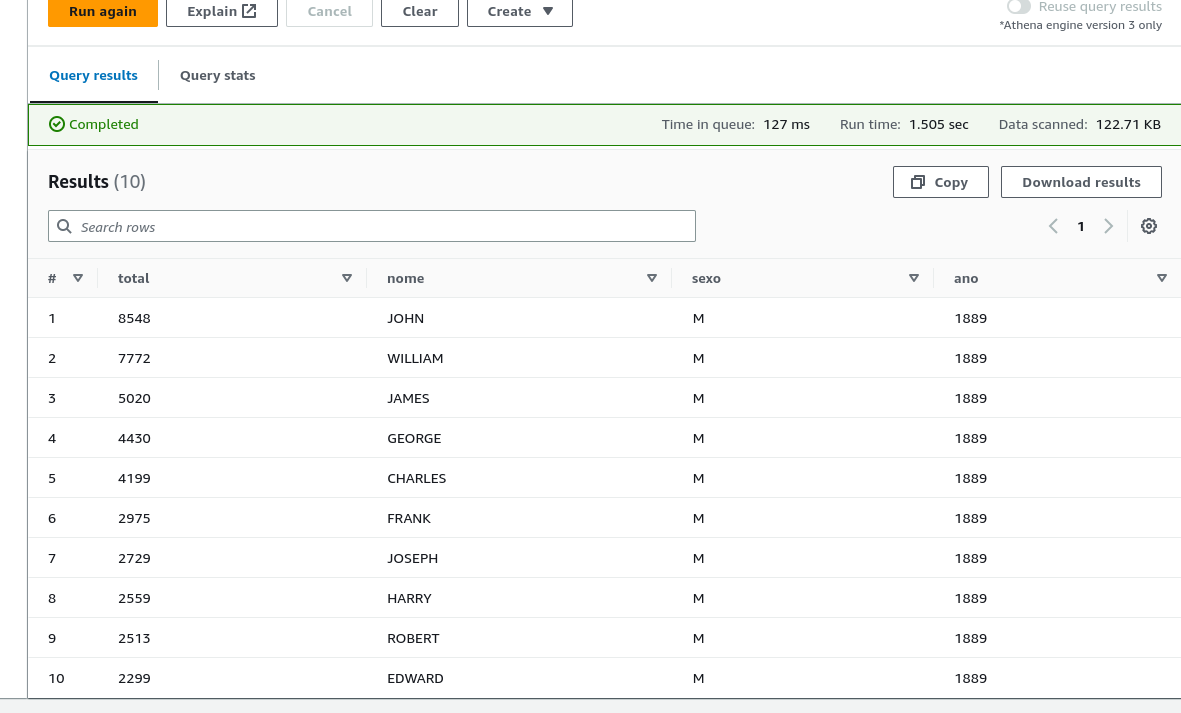 Run again Explain Cancel Clear Create Reuse query results
*Athena engine version 3 only
Query results Query stats
Completed Time in queue: 127 ms Run time: 1.505 sec Data scanned: 122.71 KB
Results (10) Copy Download results
Search rows 1
# total nome sexo ano
1 8548 JOHN M 1889
2 7772 WILLIAM M 1889
3 5020 JAMES M 1889
4 4430 GEORGE M 1889
5 4199 CHARLES M 1889
6 2975 FRANK M 1889
7 2729 JOSEPH M 1889
8 2559 HARRY M 1889
9 2513 ROBERT M 1889
10 2299 EDWARD M 1889